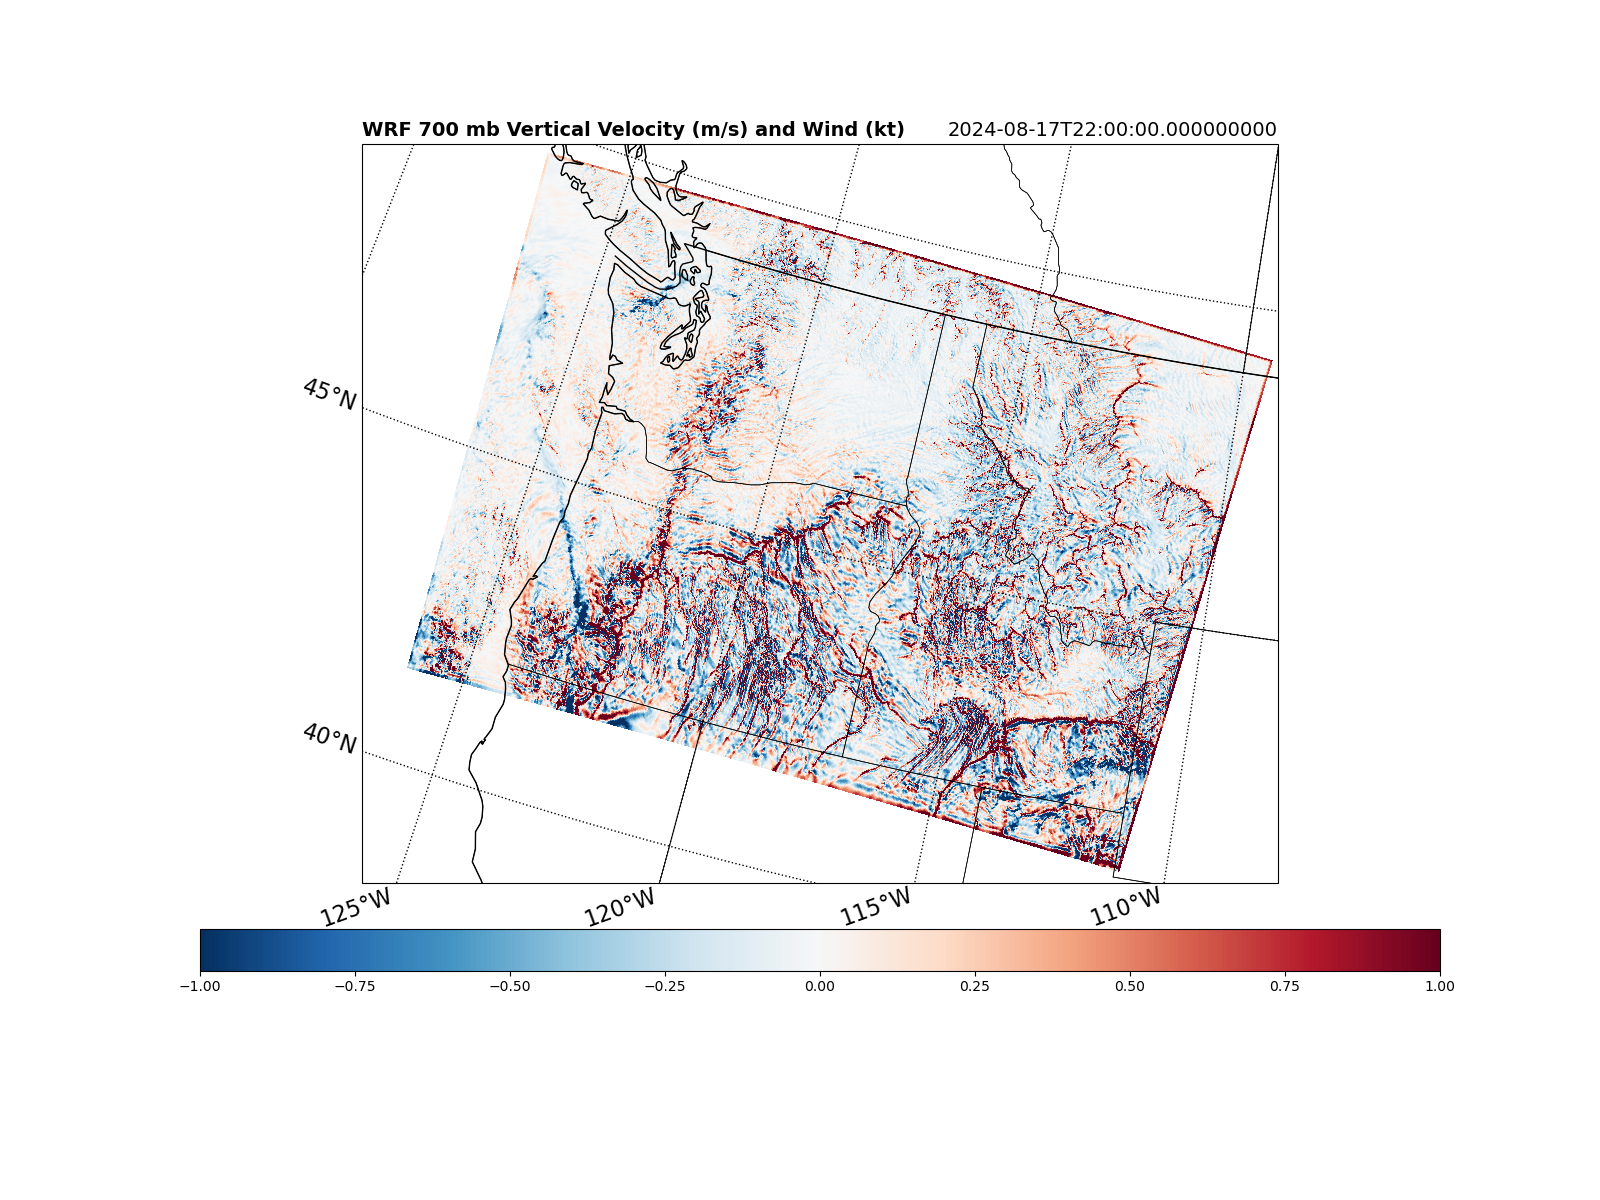 WRF 700 mb Vertical Velocity (m/s) and Wind (kt) 2024-08-17T22:00:00.000000000
45°N
40°N
125°W 120°W 115°W 110°W
−1.00 −0.75 −0.50 −0.25 0.00 0.25 0.50 0.75 1.00